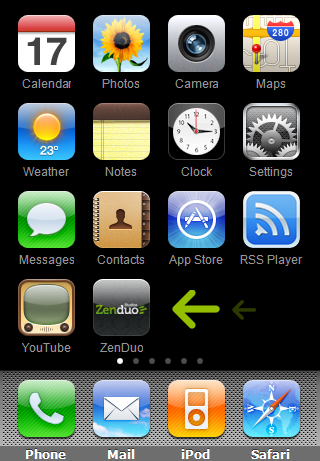 17
Calendar
Photos
Camera
280
Maps
23°
Weather
Notes
Clock
Settings
Messages
Contacts
App Store
RSS Player
YouTube
Zenduo
Studios
ZenDuo
N
Phone
Mail
iPod
Safari